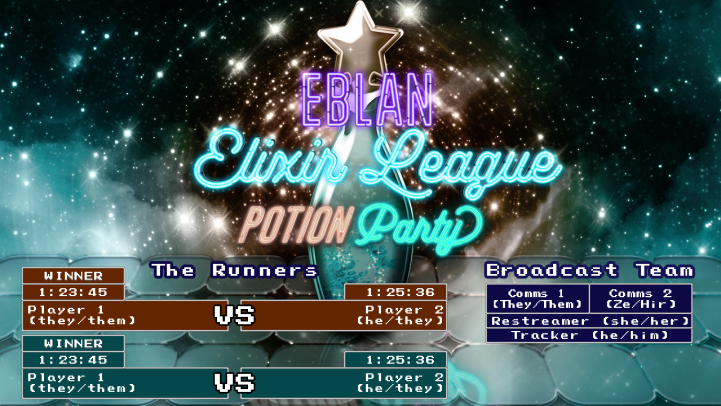 EBLAN
Elixir League
POTION Party
The Runners
Broadcast Team
WINNER
1:23:45
1:25:36
Player 1
(they/them)
VS
Player 2
(he/they)
WINNER
1:23:45
1:25:36
Player 1
(they/them)
VS
Player 2
(he/they)
Comms 1
(They/Them)
Comms 2
(Ze/Hir)
Restreamer (she/her)
Tracker (he/him)